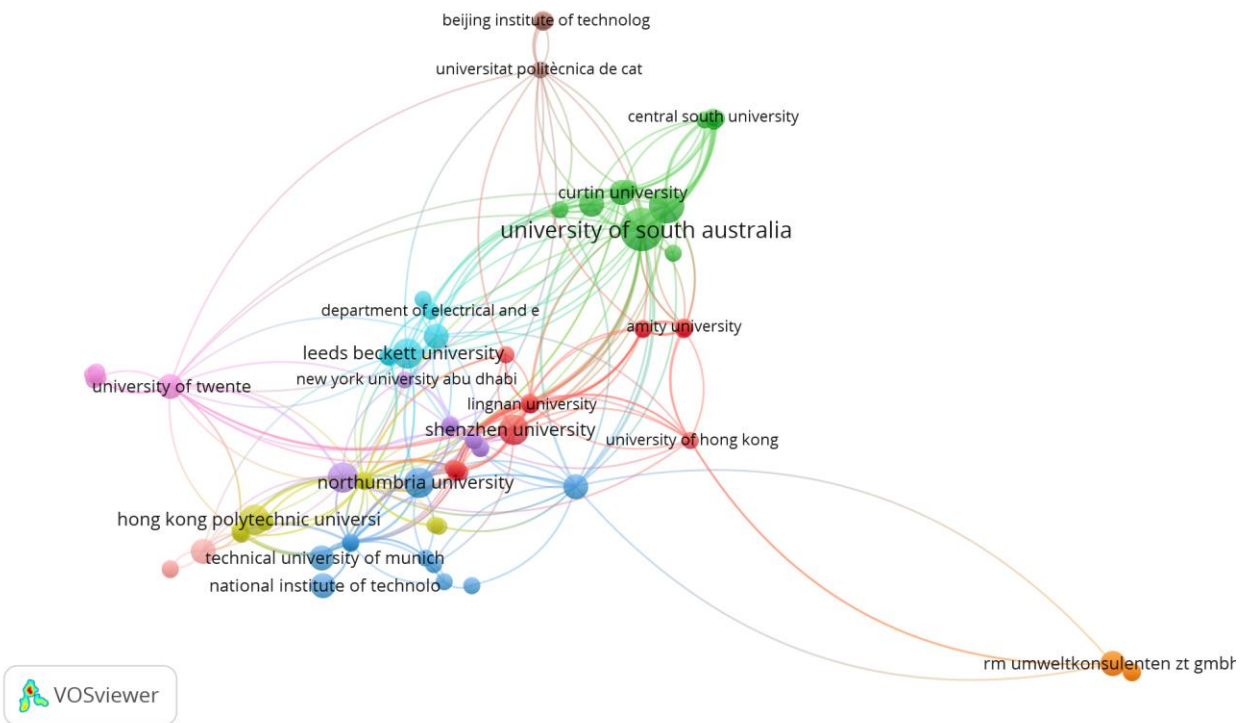 beijing institute of technolog
universitat politècnica de cat
central south university
curtin university
university of south australia
department of electrical and e
amity university
leeds beckett university
new york university abu dhabi
university of twente
lingnan university
shenzhen university
university of hong kong
northumbria university
hong kong polytechnic universi
technical university of munich
national institute of technolo
rm umweltkonsulenten zt gmbh
VOSviewer